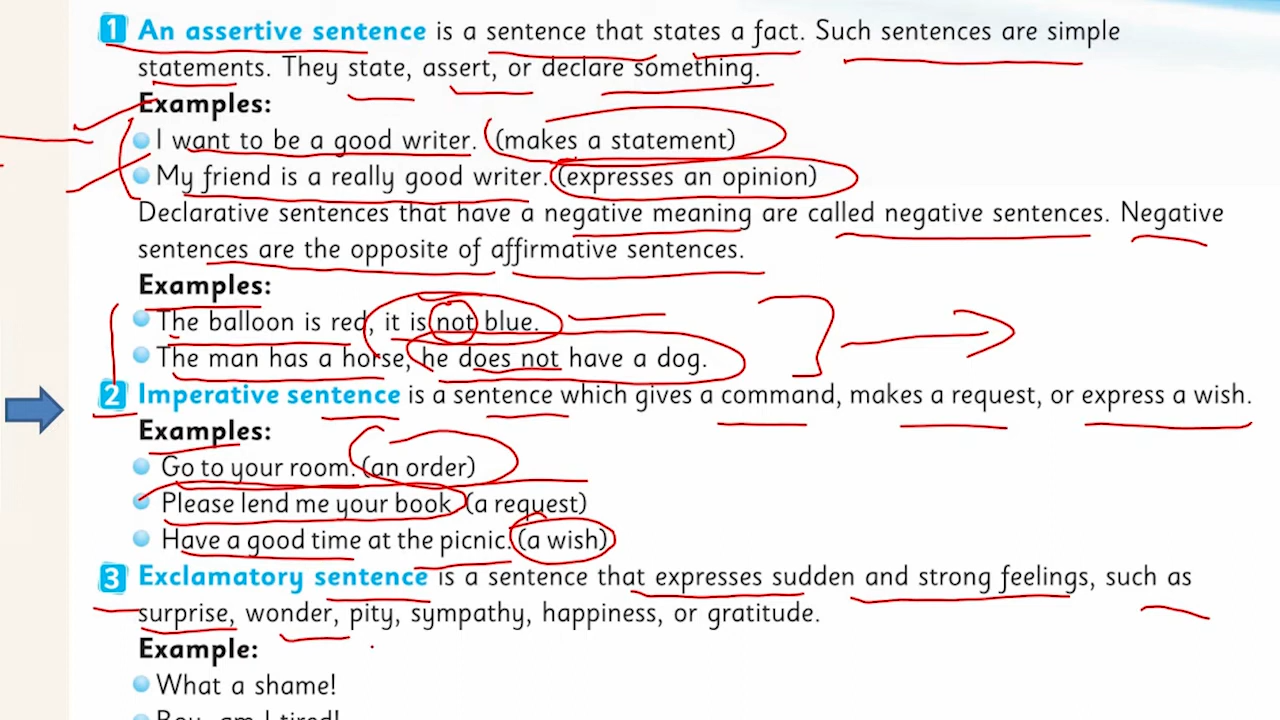 1 An assertive sentence is a sentence that states a fact. Such sentences are simple
statements. They state, assert, or declare something.
Examples:
I want to be a good writer. (makes a statement)
My friend is a really good writer. (expresses an opinion)
Declarative sentences that have a negative meaning are called negative sentences. Negative
sentences are the opposite of affirmative sentences.
Examples:
The balloon is red, it is not blue.
The man has a horse, he does not have a dog.
2 Imperative sentence is a sentence which gives a command, makes a request, or express a wish.
Examples:
Go to your room. (an order)
Please lend me your book (a request)
Have a good time at the picnic. (a wish)
3 Exclamatory sentence is a sentence that expresses sudden and strong feelings, such as
surprise, wonder, pity, sympathy, happiness, or gratitude.
Example:
What a shame!
Boy, am I tired!